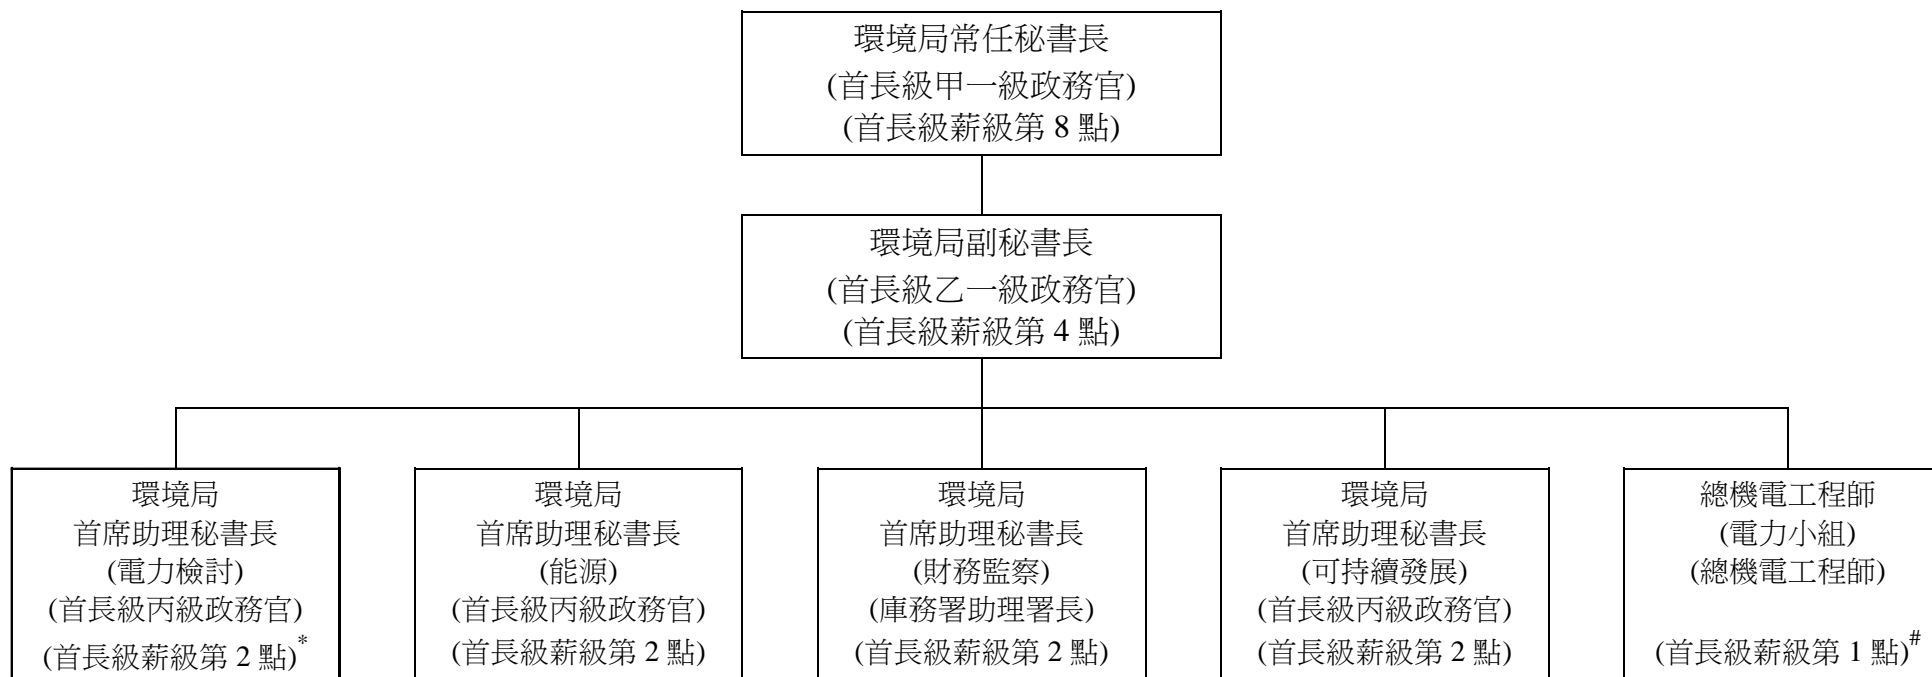 環境局常任秘書長
(首長級甲一級政務官)
(首長級薪級第 8 點)
環境局副秘書長
(首長級乙一級政務官)
(首長級薪級第 4 點)
環境局
首席助理秘書長
(電力檢討)
(首長級丙級政務官)
(首長級薪級第 2 點)*
環境局
首席助理秘書長
(能源)
(首長級丙級政務官)
(首長級薪級第 2 點)
環境局
首席助理秘書長
(財務監察)
(庫務署助理署長)
(首長級薪級第 2 點)
環境局
首席助理秘書長
(可持續發展)
(首長級丙級政務官)
(首長級薪級第 2 點)
總機電工程師
(電力小組)
(總機電工程師)
(首長級薪級第 1 點)#